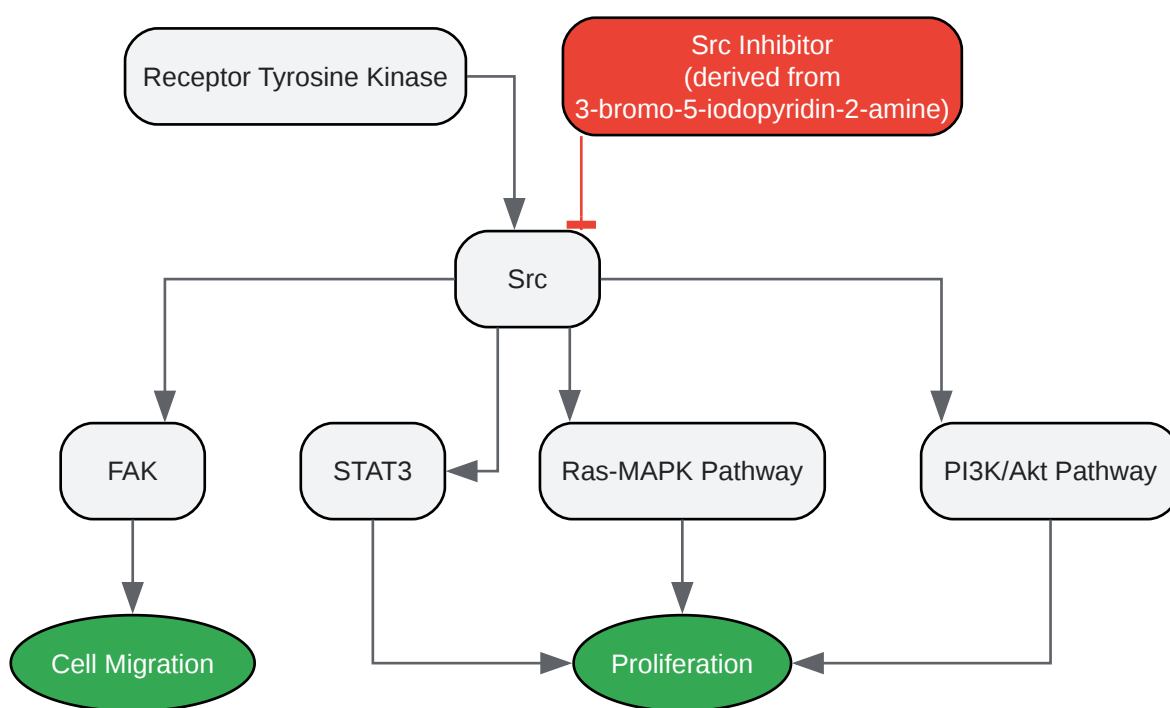 Receptor Tyrosine Kinase
Src Inhibitor
(derived from
3-bromo-5-iodopyridin-2-amine)
Src
FAK
STAT3
Ras-MAPK Pathway
PI3K/Akt Pathway
Cell Migration
Proliferation